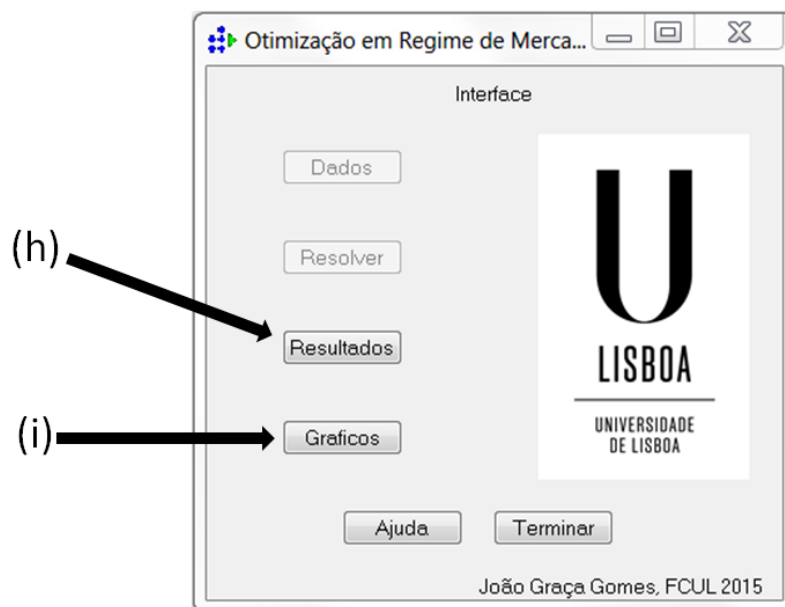 Otimização em Regime de Merca...
Interface
Dados
Resolver
(h)
Resultados
(i)
Graficos
LISBOA
UNIVERSIDADE
DE LISBOA
Ajuda
Terminar
João Graça Gomes, FCUL 2015